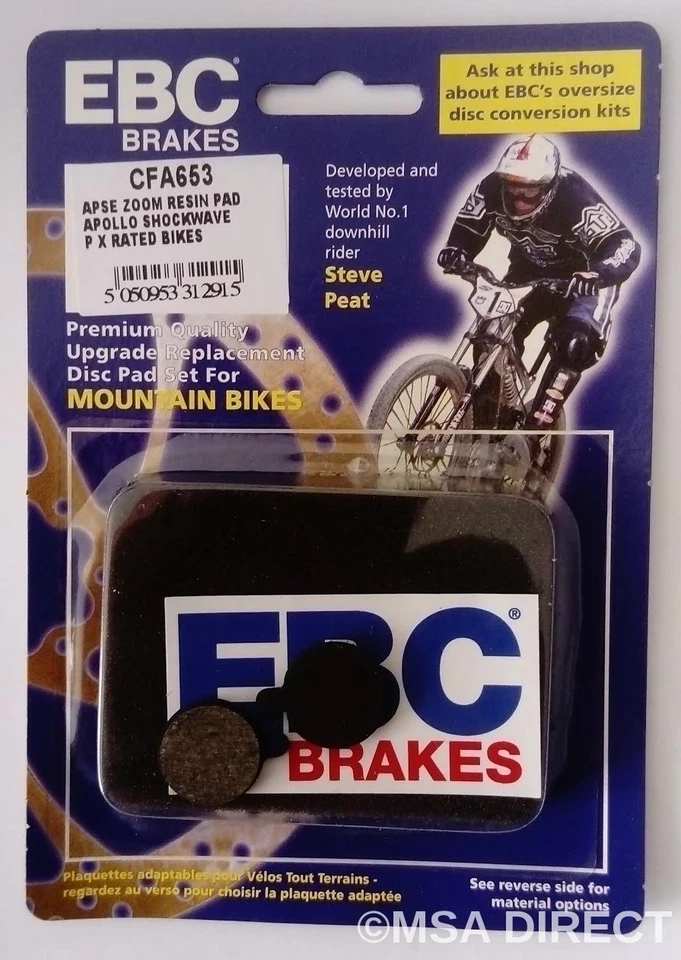 EBC®
BRAKES
Ask at this shop
about EBC's oversize
disc conversion kits
CFA653
APSE ZOOM RESIN PAD
APOLLO SHOCKWAVE
P X RATED BIKES
5 050953 312915
Developed and
tested by
World No.1
downhill
rider
Steve
Peat
1
Premium Quality
Upgrade Replacement
Disc Pad Set For
MOUNTAIN BIKES
EBC®
BRAKES
Plaquettes adaptables pour Vélos Tout Terrains -
regardez au verso pour choisir la plaquette adaptée
See reverse side for
material options
©MSA DIRECT